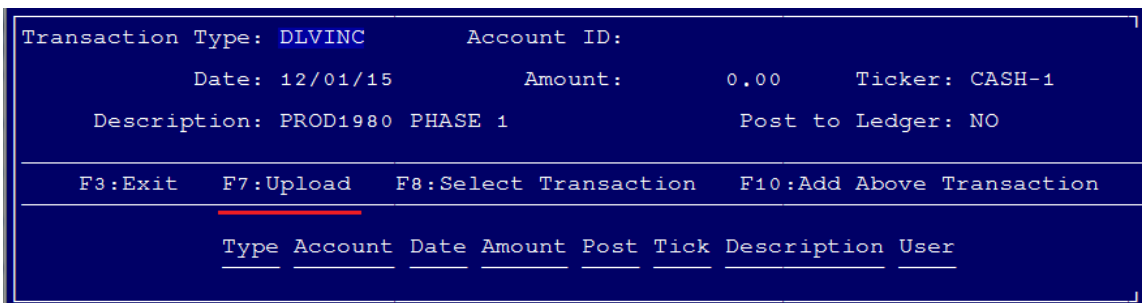 Transaction Type: DLVINC Account ID:
Date: 12/01/15 Amount: 0.00 Ticker: CASH-1
Description: PROD1980 PHASE 1 Post to Ledger: NO
F3:Exit F7:Upload F8:Select Transaction F10:Add Above Transaction
Type Account Date Amount Post Tick Description User